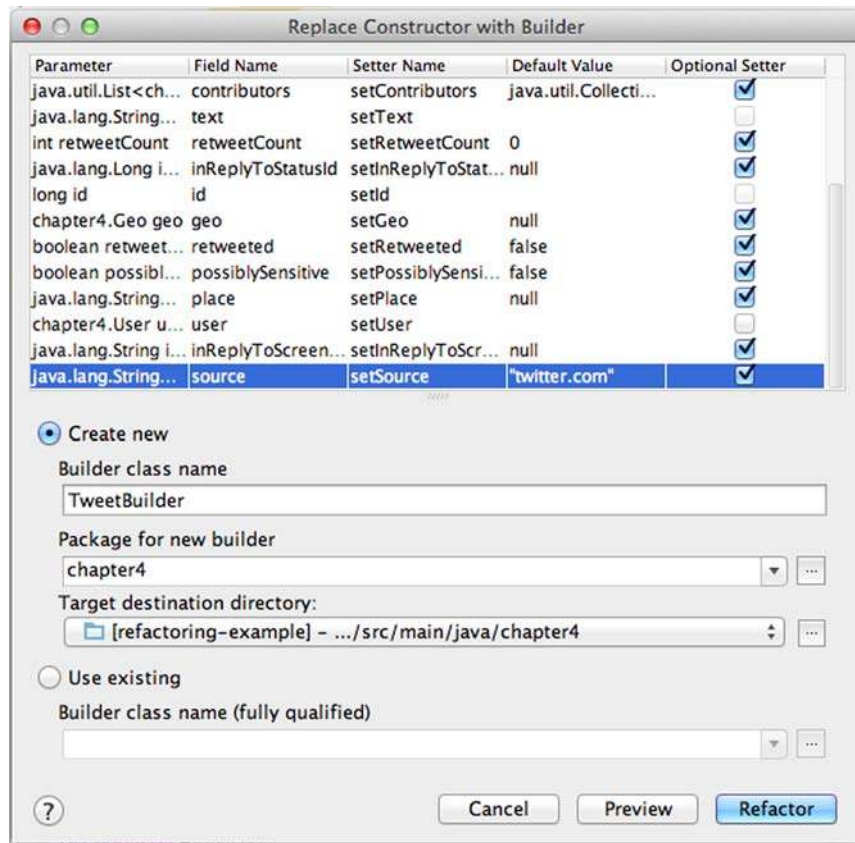 Replace Constructor with Builder
Parameter Field Name Setter Name Default Value Optional Setter
java.util.List<ch... contributors setContributors java.util.Collecti...
java.lang.String... text setText
int retweetCount retweetCount setRetweetCount 0
java.lang.Long i... inReplyToStatusId setInReplyToStat... null
long id id setId
chapter4.Geo geo geo setGeo null
boolean retweet... retweeted setRetweeted false
boolean possibl... possiblySensitive setPossiblySensi... false
java.lang.String... place setPlace null
chapter4.User u... user setUser
java.lang.String i... inReplyToScreen... setInReplyToScr... null
java.lang.String... source setSource "twitter.com"
Create new
Builder class name
TweetBuilder
Package for new builder
chapter4
...
Target destination directory:
[refactoring-example] – .../src/main/java/chapter4
...
Use existing
Builder class name (fully qualified)
...
?
Cancel Preview Refactor